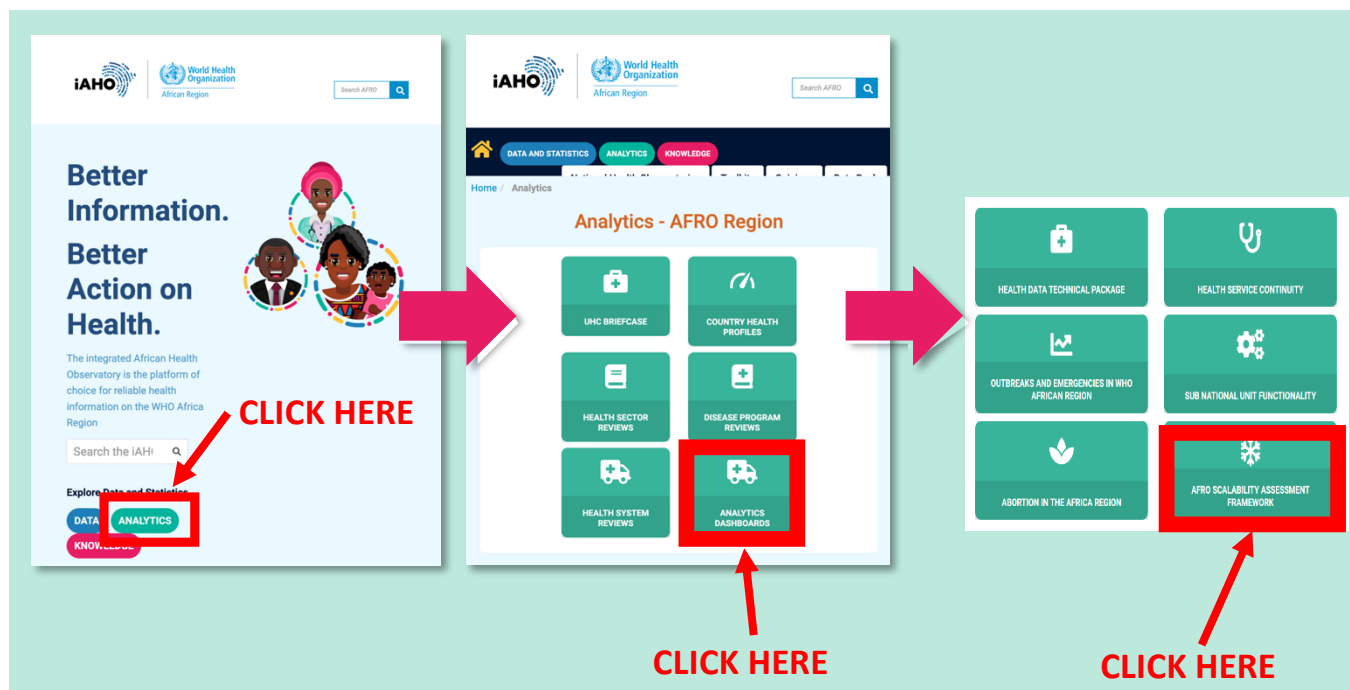 iAHO
World Health
Organization
African Region
Search AFRO
Better
Information.
Better
Action on
Health.
The integrated African Health
Observatory is the platform of
choice for reliable health
information on the WHO Africa
Region
Search the iAH
Explore Data and Statistics
DATA
ANALYTICS
KNOWLEDGE
CLICK HERE
iAHO
World Health
Organization
African Region
Search AFRO
DATA AND STATISTICS
ANALYTICS
KNOWLEDGE
Home / Analytics
Analytics - AFRO Region
UHC BRIEFCASE
COUNTRY HEALTH
PROFILES
HEALTH SECTOR
REVIEWS
DISEASE PROGRAM
REVIEWS
HEALTH SYSTEM
REVIEWS
ANALYTICS
DASHBOARDS
CLICK HERE
HEALTH DATA TECHNICAL PACKAGE
HEALTH SERVICE CONTINUITY
OUTBREAKS AND EMERGENCIES IN WHO
AFRICAN REGION
SUB NATIONAL UNIT FUNCTIONALITY
ABORTION IN THE AFRICA REGION
AFRO SCALABILITY ASSESSMENT
FRAMEWORK
CLICK HERE